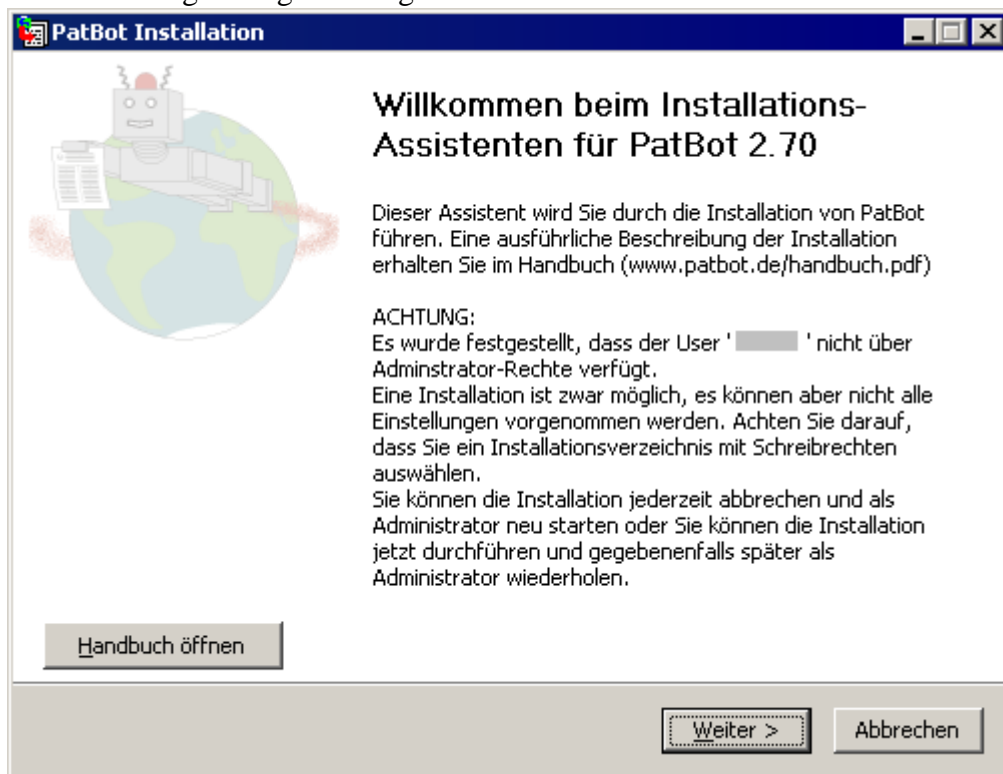 PatBot Installation
Willkommen beim Installations-
Assistenten für PatBot 2.70
Dieser Assistent wird Sie durch die Installation von PatBot
führen. Eine ausführliche Beschreibung der Installation
erhalten Sie im Handbuch (www.patbot.de/handbuch.pdf)
ACHTUNG:
Es wurde festgestellt, dass der User ' ' nicht über
Adminstrator-Rechte verfügt.
Eine Installation ist zwar möglich, es können aber nicht alle
Einstellungen vorgenommen werden. Achten Sie darauf,
dass Sie ein Installationsverzeichnis mit Schreibrechten
auswählen.
Sie können die Installation jederzeit abbrechen und als
Administrator neu starten oder Sie können die Installation
jetzt durchführen und gegebenenfalls später als
Administrator wiederholen.
Handbuch öffnen
Weiter >
Abbrechen